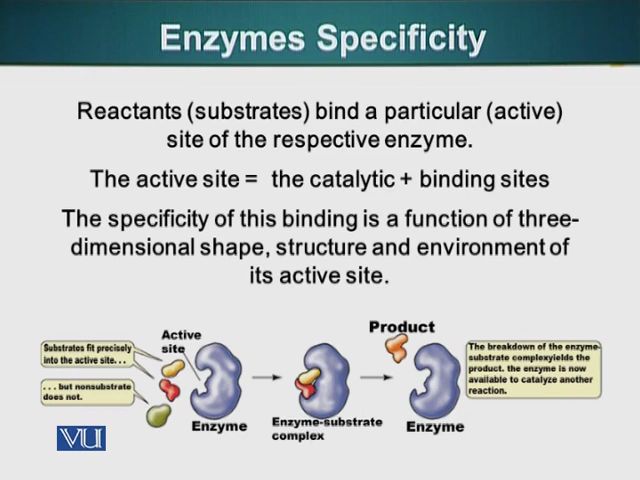 Enzymes Specificity
Reactants (substrates) bind a particular (active)
site of the respective enzyme.
The active site = the catalytic + binding sites
The specificity of this binding is a function of three-
dimensional shape, structure and environment of
its active site.
Substrates fit precisely
into the active site. . .
. . . but nonsubstrate
does not.
Active
site
Enzyme
Enzyme-substrate
complex
Product
Enzyme
The breakdown of the enzyme-
substrate complexyields the
product. the enzyme is now
available to catalyze another
reaction.
VU